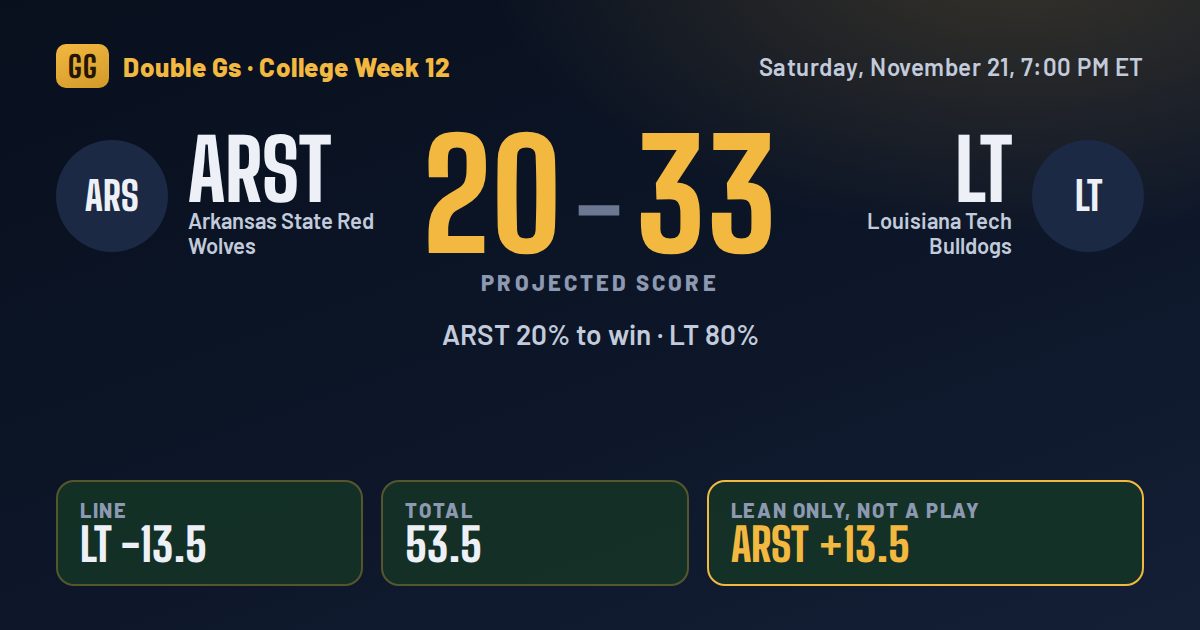 GG Double Gs · College Week 12
Saturday, November 21, 7:00 PM ET
ARS
ARST
Arkansas State Red
Wolves
20 – 33
PROJECTED SCORE
ARST 20% to win · LT 80%
LT
Louisiana Tech
Bulldogs
LT
LINE
LT −13.5
TOTAL
53.5
LEAN ONLY, NOT A PLAY
ARST +13.5